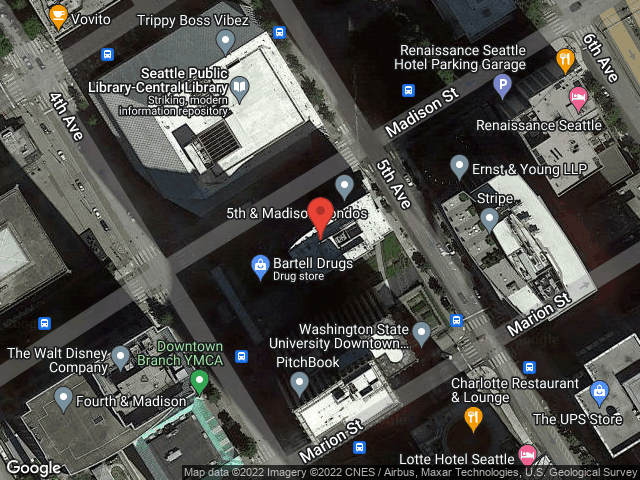 Vovito
Trippy Boss Vibez
Seattle Public
Library-Central Library
Striking, modern
information repository
Renaissance Seattle
Hotel Parking Garage
P
6th Ave
4th Ave
Madison St
Renaissance Seattle
5th Ave
Ernst & Young LLP
Stripe
5th & Madison Condos
Bartell Drugs
Drug store
Washington State
University Downtown...
Marion St
Downtown
Branch YMCA
The Walt Disney
Company
PitchBook
Fourth & Madison
Charlotte Restaurant
& Lounge
The UPS Store
Marion St
Lotte Hotel Seattle
Google
Map data ©2022 Imagery ©2022 CNES / Airbus, Maxar Technologies, U.S. Geological Survey